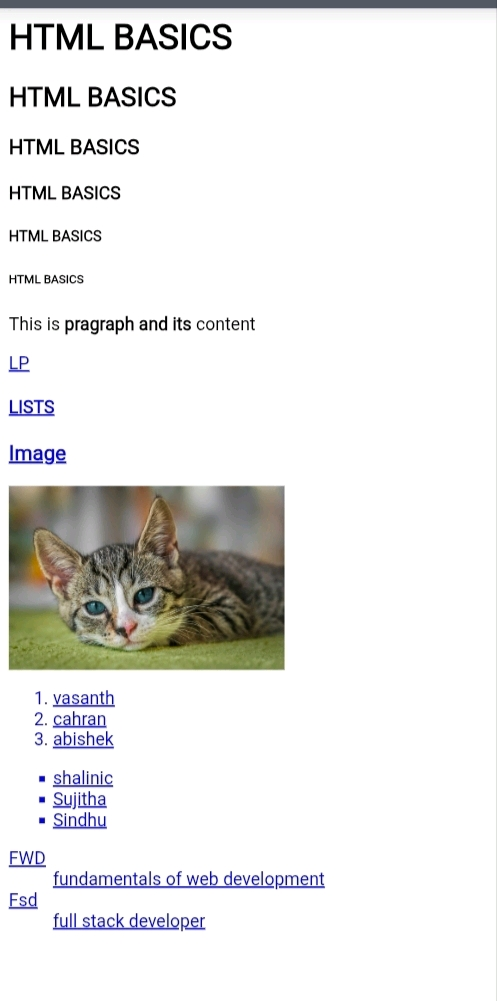 HTML BASICS
HTML BASICS
HTML BASICS
HTML BASICS
HTML BASICS
HTML BASICS
This is pragraph and its content
LP
LISTS
Image
1. vasanth
2. cahran
3. abishek
▪ shalinic
▪ Sujitha
▪ Sindhu
FWD
fundamentals of web development
Fsd
full stack developer